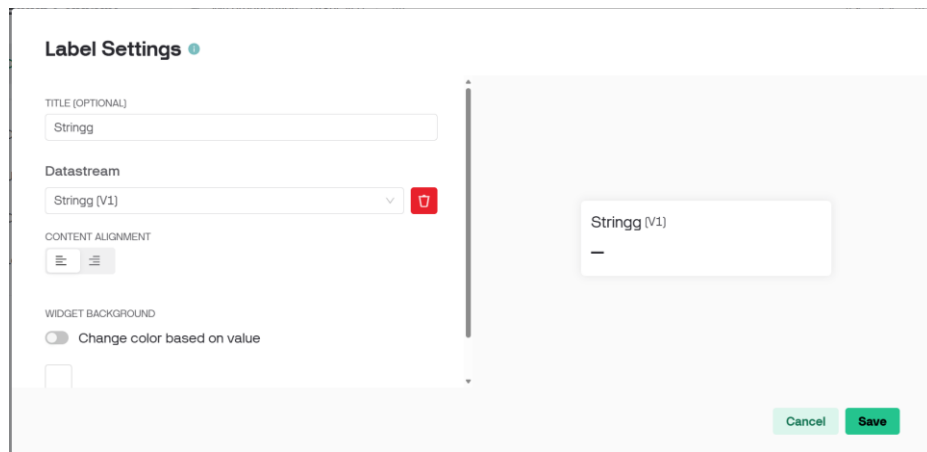 Label Settings
TITLE (OPTIONAL)
Stringg
Datastream
Stringg (V1)
CONTENT ALIGNMENT
WIDGET BACKGROUND
Change color based on value
Stringg (V1)
–
Cancel
Save